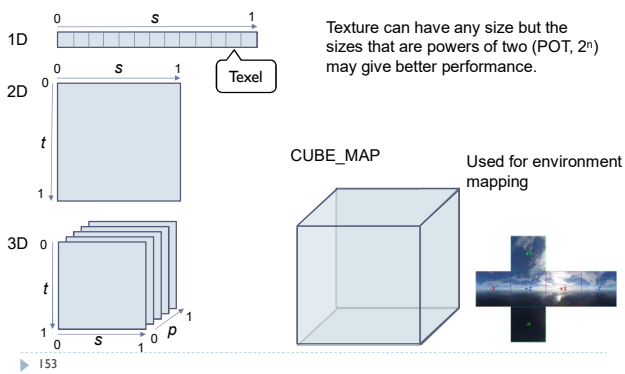 0 s 1
1D
Texel
Texture can have any size but the
sizes that are powers of two (POT, 2ⁿ)
may give better performance.
0 s 1
0
2D
t
1
CUBE_MAP
Used for environment
mapping
3D 0
t
1
0 s 1
0 p 1
+Y
-X +Z +X -Z
-Y
153